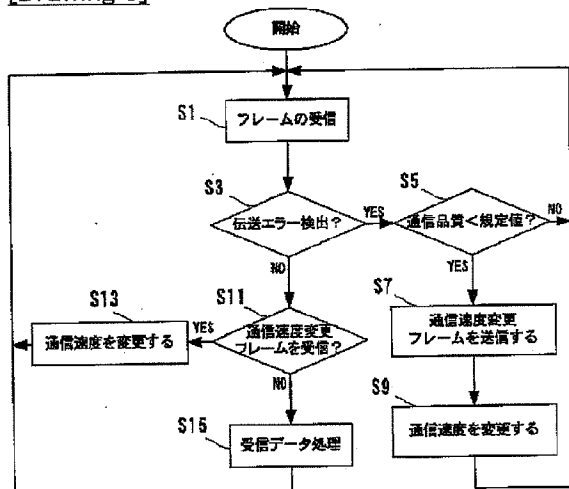 開始
S1
フレームの受信
S3
伝送エラー検出?
YES
S5
通信品質<規定値?
NO
NO
YES
S13
通信速度を変更する
YES
S11
通信速度変更
フレームを受信?
S7
通信速度変更
フレームを送信する
NO
S9
通信速度を変更する
S15
受信データ処理